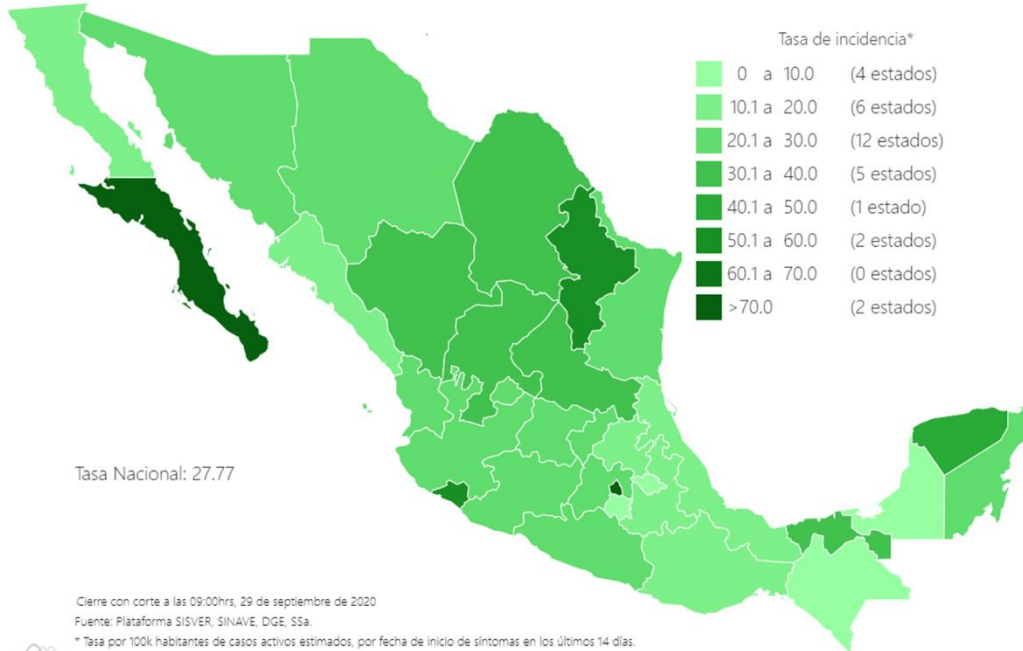 Tasa de incidencia*
0 a 10.0 (4 estados)
10.1 a 20.0 (6 estados)
20.1 a 30.0 (12 estados)
30.1 a 40.0 (5 estados)
40.1 a 50.0 (1 estado)
50.1 a 60.0 (2 estados)
60.1 a 70.0 (0 estados)
>70.0 (2 estados)
Tasa Nacional: 27.77
Cierre con corte a las 09:00hrs, 29 de septiembre de 2020
Fuente: Plataforma SISVER, SINAVE, DGE, SSa.
* Tasa por 100k habitantes de casos activos estimados, por fecha de inicio de síntomas en los últimos 14 días.